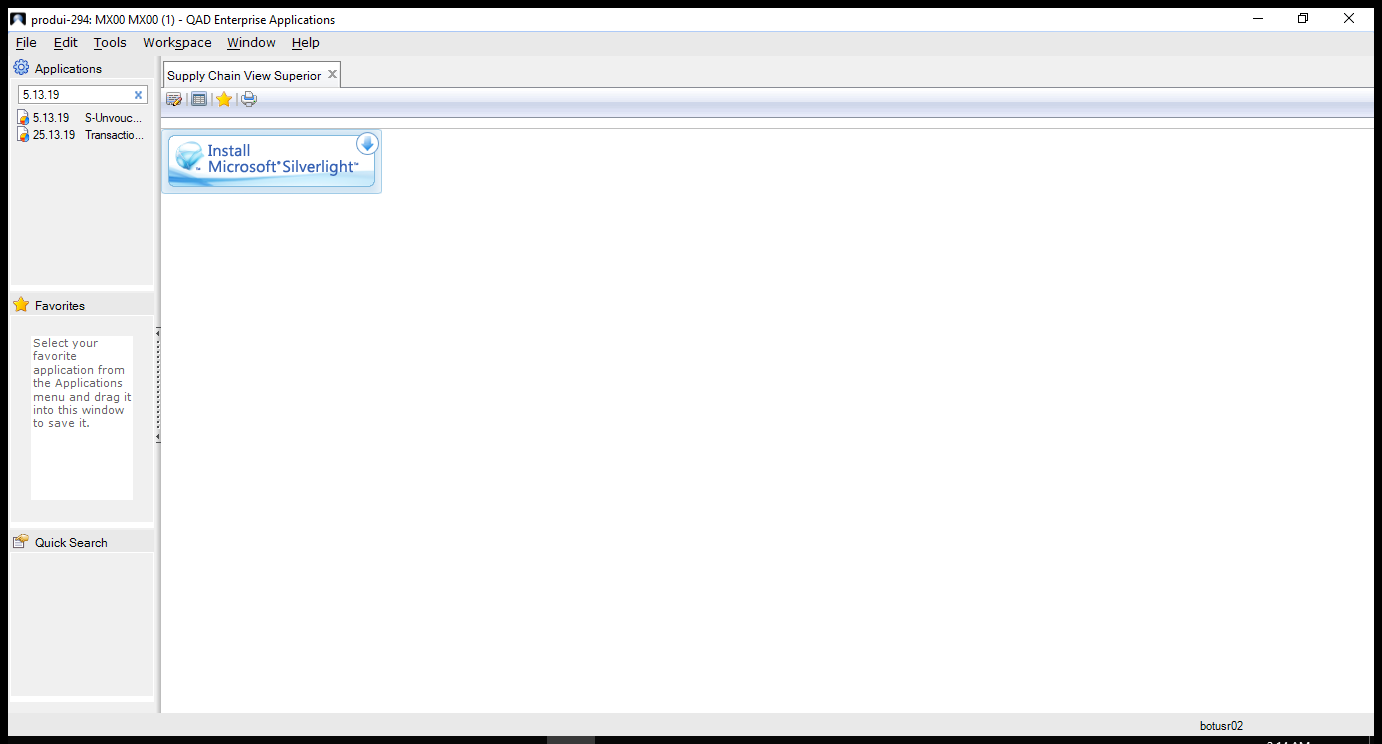 produi-294: MX00 MX00 (1) - QAD Enterprise Applications
File Edit Tools Workspace Window Help
Applications
5.13.19
5.13.19 S-Unvouc...
25.13.19 Transactio...
Supply Chain View Superior
Install
Microsoft® Silverlight™
Favorites
Select your
favorite
application from
the Applications
menu and drag it
into this window
to save it.
Quick Search
botusr02